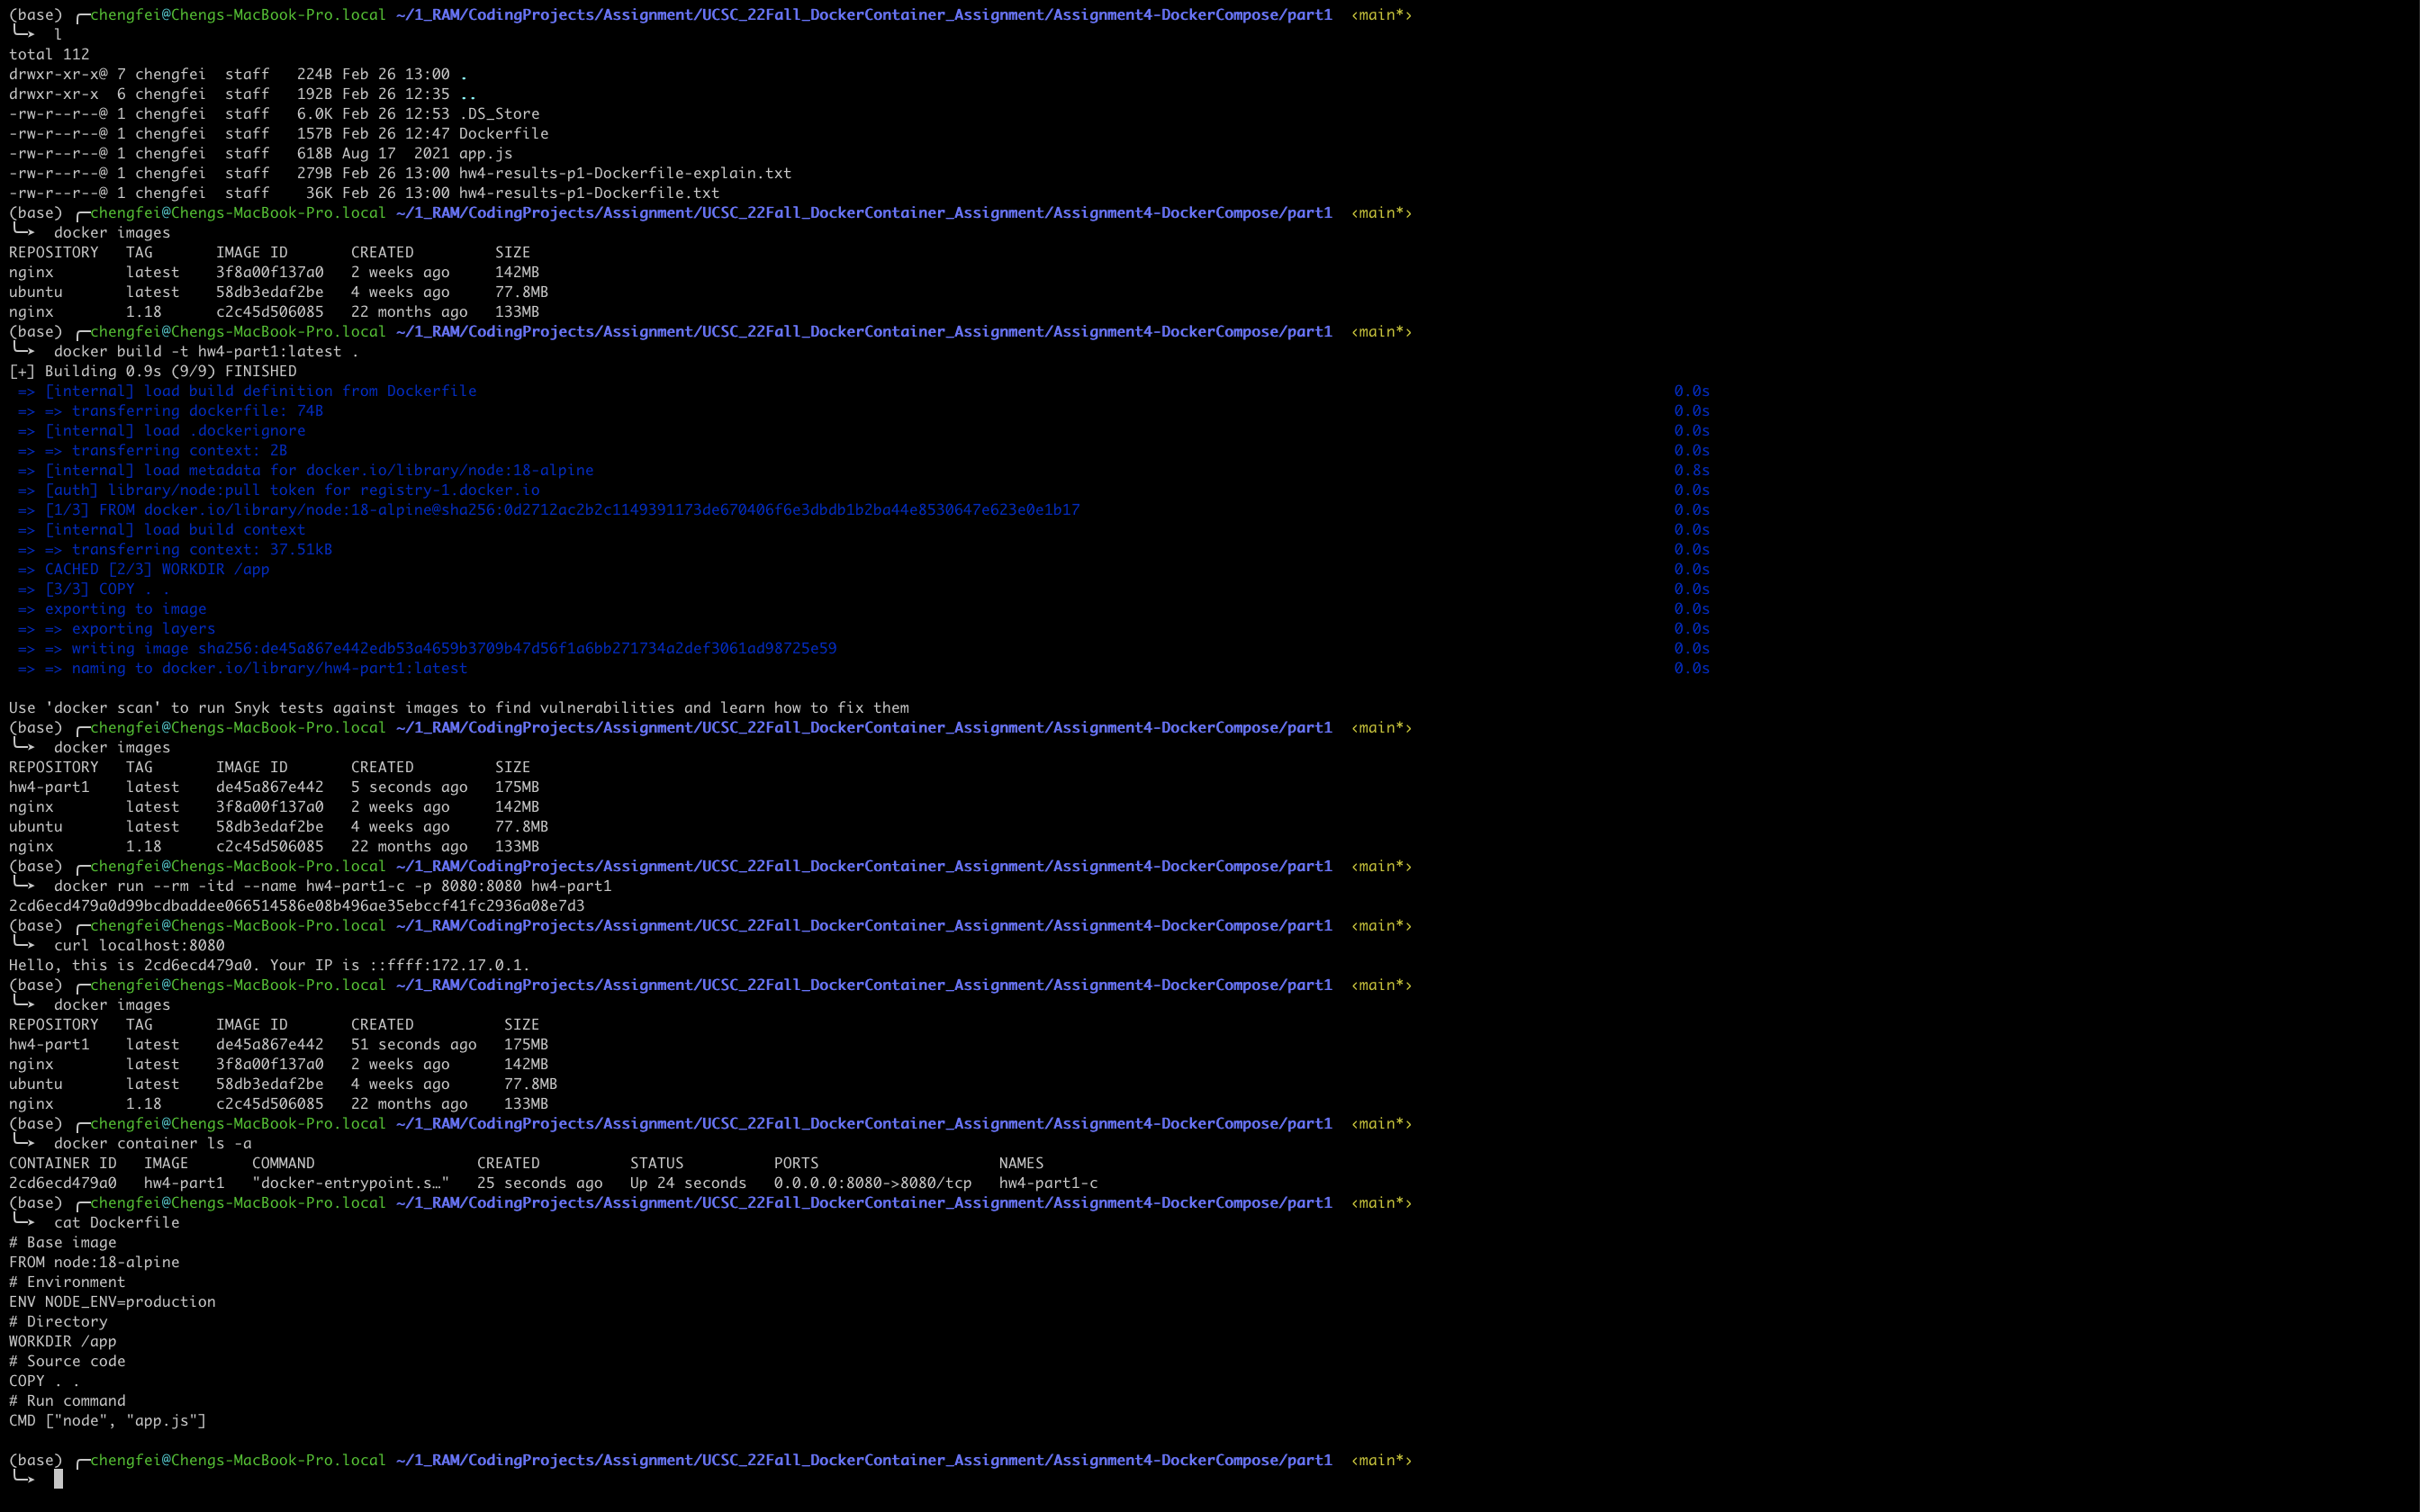 (base) ╭─chengfei@Chengs-MacBook-Pro.local ~/1_RAM/CodingProjects/Assignment/UCSC_22Fall_DockerContainer_Assignment/Assignment4-DockerCompose/part1 ‹main*›
╰─➤  l
total 112
drwxr-xr-x@ 7 chengfei  staff   224B Feb 26 13:00 .
drwxr-xr-x  6 chengfei  staff   192B Feb 26 12:35 ..
-rw-r--r--@ 1 chengfei  staff   6.0K Feb 26 12:53 .DS_Store
-rw-r--r--@ 1 chengfei  staff   157B Feb 26 12:47 Dockerfile
-rw-r--r--@ 1 chengfei  staff   618B Aug 17  2021 app.js
-rw-r--r--@ 1 chengfei  staff   279B Feb 26 13:00 hw4-results-p1-Dockerfile-explain.txt
-rw-r--r--@ 1 chengfei  staff    36K Feb 26 13:00 hw4-results-p1-Dockerfile.txt
(base) ╭─chengfei@Chengs-MacBook-Pro.local ~/1_RAM/CodingProjects/Assignment/UCSC_22Fall_DockerContainer_Assignment/Assignment4-DockerCompose/part1 ‹main*›
╰─➤  docker images
REPOSITORY   TAG       IMAGE ID       CREATED         SIZE
nginx        latest    3f8a00f137a0   2 weeks ago     142MB
ubuntu       latest    58db3edaf2be   4 weeks ago     77.8MB
nginx        1.18      c2c45d506085   22 months ago   133MB
(base) ╭─chengfei@Chengs-MacBook-Pro.local ~/1_RAM/CodingProjects/Assignment/UCSC_22Fall_DockerContainer_Assignment/Assignment4-DockerCompose/part1 ‹main*›
╰─➤  docker build -t hw4-part1:latest .
[+] Building 0.9s (9/9) FINISHED
 => [internal] load build definition from Dockerfile 0.0s
 => => transferring dockerfile: 74B 0.0s
 => [internal] load .dockerignore 0.0s
 => => transferring context: 2B 0.0s
 => [internal] load metadata for docker.io/library/node:18-alpine 0.8s
 => [auth] library/node:pull token for registry-1.docker.io 0.0s
 => [1/3] FROM docker.io/library/node:18-alpine@sha256:0d2712ac2b2c1149391173de670406f6e3dbdb1b2ba44e8530647e623e0e1b17 0.0s
 => [internal] load build context 0.0s
 => => transferring context: 37.51kB 0.0s
 => CACHED [2/3] WORKDIR /app 0.0s
 => [3/3] COPY . . 0.0s
 => exporting to image 0.0s
 => => exporting layers 0.0s
 => => writing image sha256:de45a867e442edb53a4659b3709b47d56f1a6bb271734a2def3061ad98725e59 0.0s
 => => naming to docker.io/library/hw4-part1:latest 0.0s
Use 'docker scan' to run Snyk tests against images to find vulnerabilities and learn how to fix them
(base) ╭─chengfei@Chengs-MacBook-Pro.local ~/1_RAM/CodingProjects/Assignment/UCSC_22Fall_DockerContainer_Assignment/Assignment4-DockerCompose/part1 ‹main*›
╰─➤  docker images
REPOSITORY   TAG       IMAGE ID       CREATED         SIZE
hw4-part1    latest    de45a867e442   5 seconds ago   175MB
nginx        latest    3f8a00f137a0   2 weeks ago     142MB
ubuntu       latest    58db3edaf2be   4 weeks ago     77.8MB
nginx        1.18      c2c45d506085   22 months ago   133MB
(base) ╭─chengfei@Chengs-MacBook-Pro.local ~/1_RAM/CodingProjects/Assignment/UCSC_22Fall_DockerContainer_Assignment/Assignment4-DockerCompose/part1 ‹main*›
╰─➤  docker run --rm -itd --name hw4-part1-c -p 8080:8080 hw4-part1
2cd6ecd479a0d99bcdbaddee066514586e08b496ae35ebccf41fc2936a08e7d3
(base) ╭─chengfei@Chengs-MacBook-Pro.local ~/1_RAM/CodingProjects/Assignment/UCSC_22Fall_DockerContainer_Assignment/Assignment4-DockerCompose/part1 ‹main*›
╰─➤  curl localhost:8080
Hello, this is 2cd6ecd479a0. Your IP is ::ffff:172.17.0.1.
(base) ╭─chengfei@Chengs-MacBook-Pro.local ~/1_RAM/CodingProjects/Assignment/UCSC_22Fall_DockerContainer_Assignment/Assignment4-DockerCompose/part1 ‹main*›
╰─➤  docker images
REPOSITORY   TAG       IMAGE ID       CREATED          SIZE
hw4-part1    latest    de45a867e442   51 seconds ago   175MB
nginx        latest    3f8a00f137a0   2 weeks ago      142MB
ubuntu       latest    58db3edaf2be   4 weeks ago      77.8MB
nginx        1.18      c2c45d506085   22 months ago    133MB
(base) ╭─chengfei@Chengs-MacBook-Pro.local ~/1_RAM/CodingProjects/Assignment/UCSC_22Fall_DockerContainer_Assignment/Assignment4-DockerCompose/part1 ‹main*›
╰─➤  docker container ls -a
CONTAINER ID   IMAGE       COMMAND                  CREATED          STATUS          PORTS                    NAMES
2cd6ecd479a0   hw4-part1   "docker-entrypoint.s…"   25 seconds ago   Up 24 seconds   0.0.0.0:8080->8080/tcp   hw4-part1-c
(base) ╭─chengfei@Chengs-MacBook-Pro.local ~/1_RAM/CodingProjects/Assignment/UCSC_22Fall_DockerContainer_Assignment/Assignment4-DockerCompose/part1 ‹main*›
╰─➤  cat Dockerfile
# Base image
FROM node:18-alpine
# Environment
ENV NODE_ENV=production
# Directory
WORKDIR /app
# Source code
COPY . .
# Run command
CMD ["node", "app.js"]
(base) ╭─chengfei@Chengs-MacBook-Pro.local ~/1_RAM/CodingProjects/Assignment/UCSC_22Fall_DockerContainer_Assignment/Assignment4-DockerCompose/part1 ‹main*›
╰─➤